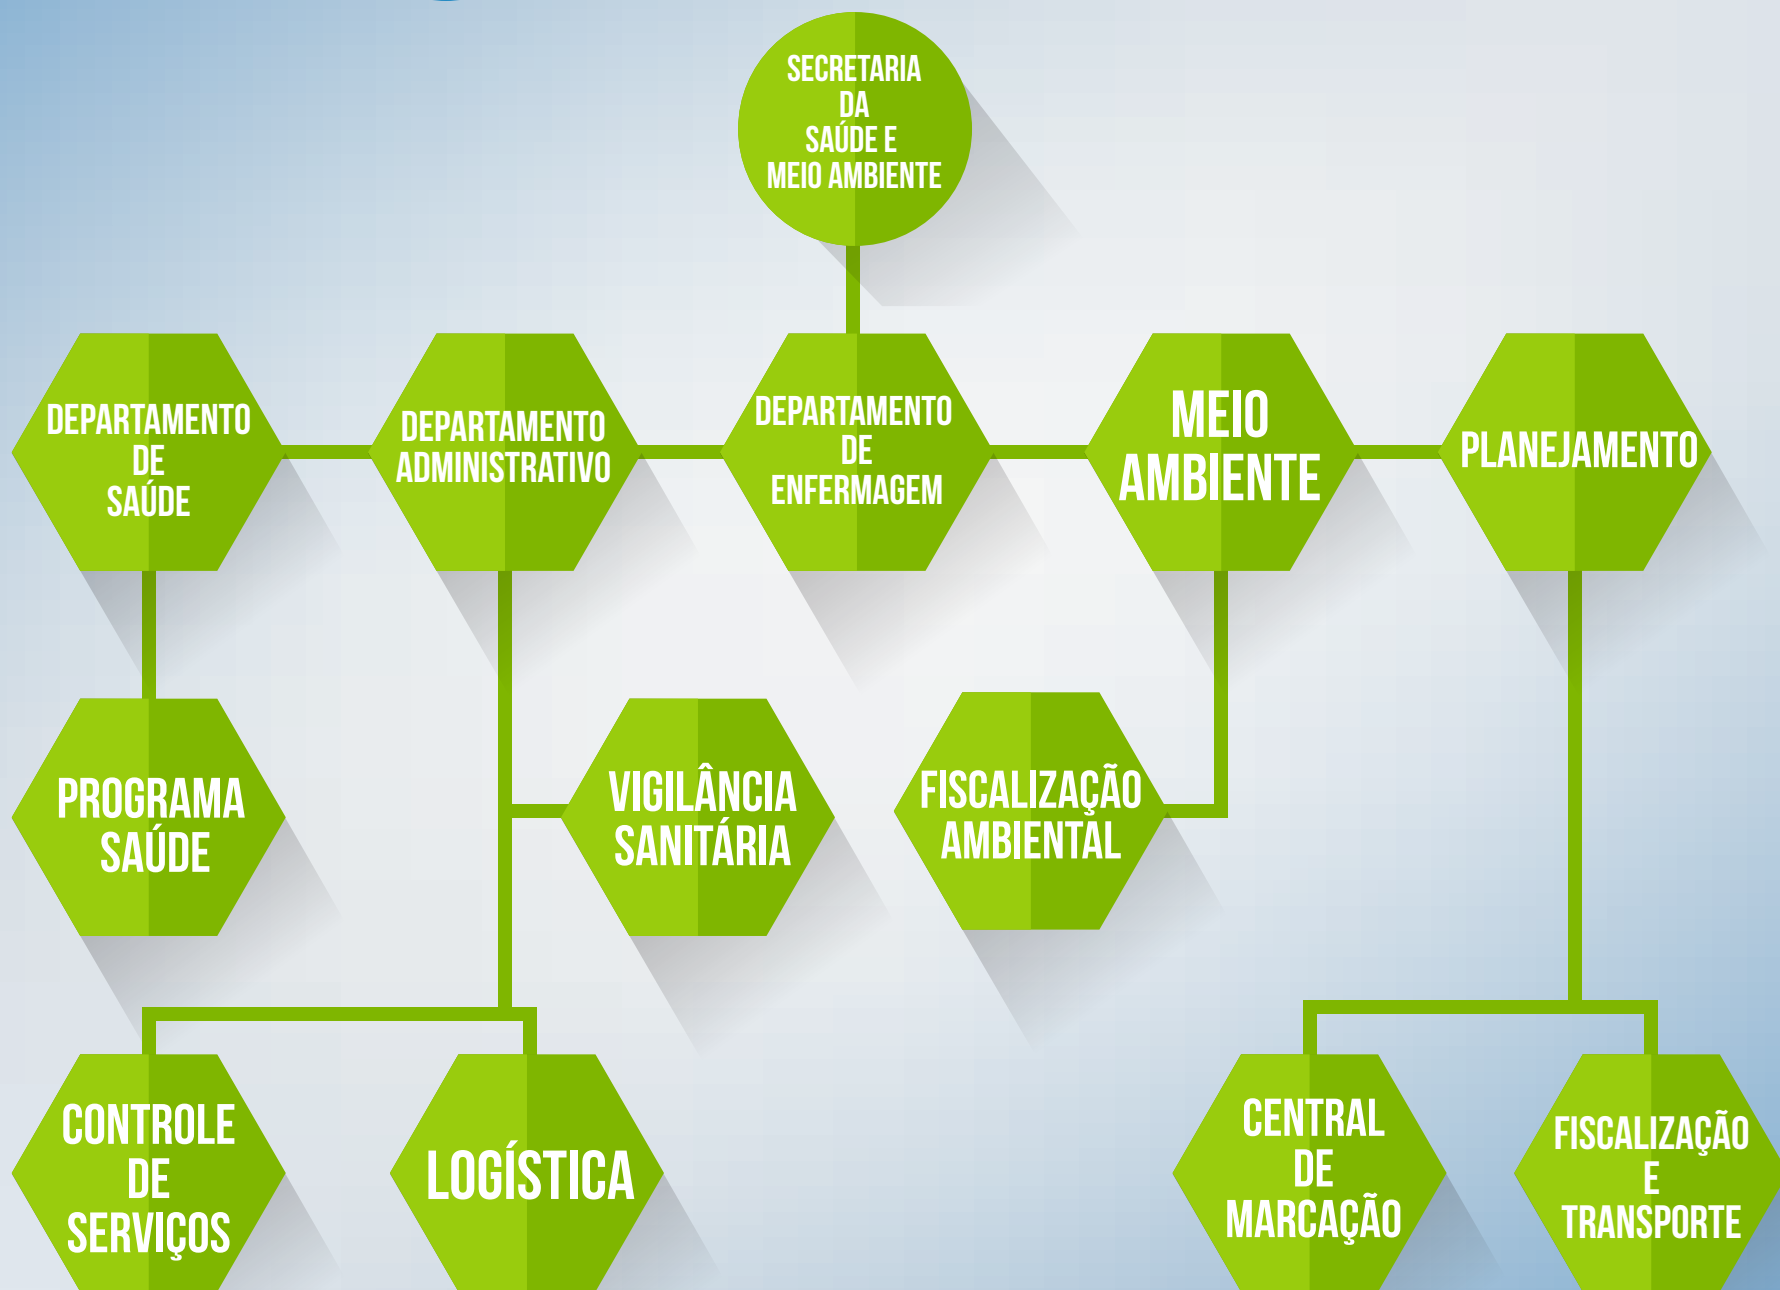 SECRETARIA
DA
SAÚDE E
MEIO AMBIENTE
DEPARTAMENTO
DE
SAÚDE
DEPARTAMENTO
ADMINISTRATIVO
DEPARTAMENTO
DE
ENFERMAGEM
MEIO
AMBIENTE
PLANEJAMENTO
PROGRAMA
SAÚDE
VIGILÂNCIA
SANITÁRIA
FISCALIZAÇÃO
AMBIENTAL
CONTROLE
DE
SERVIÇOS
LOGÍSTICA
CENTRAL
DE
MARCAÇÃO
FISCALIZAÇÃO
E
TRANSPORTE